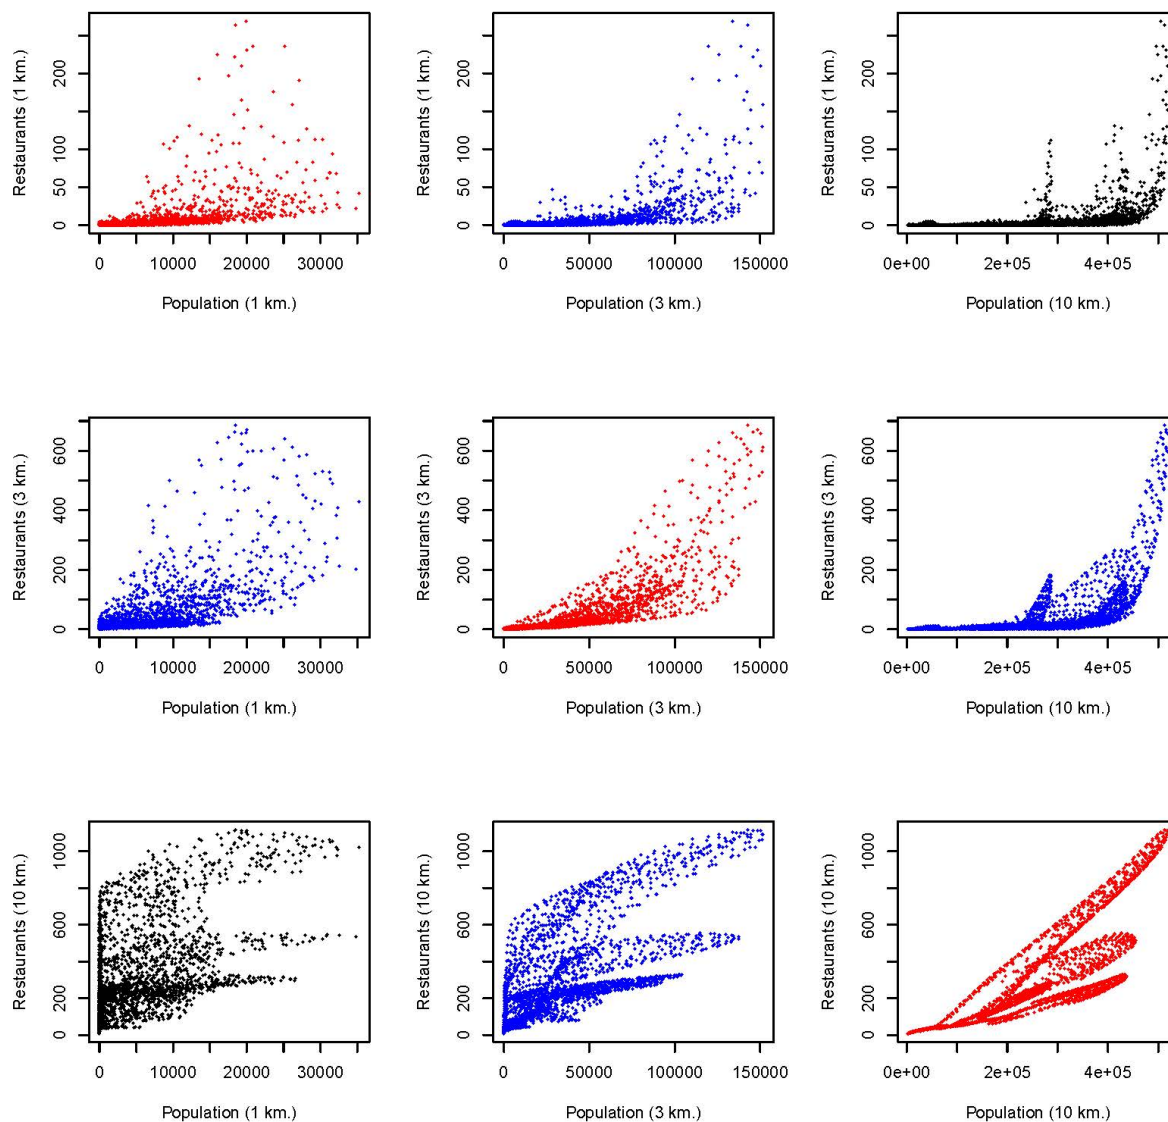 Restaurants (1 km.)
0 50 100 200
0 10000 20000 30000
Population (1 km.)
Restaurants (1 km.)
0 50 100 200
0 50000 100000 150000
Population (3 km.)
Restaurants (1 km.)
0 50 100 200
0e+00 2e+05 4e+05
Population (10 km.)
Restaurants (3 km.)
0 200 400 600
0 10000 20000 30000
Population (1 km.)
Restaurants (3 km.)
0 200 400 600
0 50000 100000 150000
Population (3 km.)
Restaurants (3 km.)
0 200 400 600
0e+00 2e+05 4e+05
Population (10 km.)
Restaurants (10 km.)
0 200 600 1000
0 10000 20000 30000
Population (1 km.)
Restaurants (10 km.)
0 200 600 1000
0 50000 100000 150000
Population (3 km.)
Restaurants (10 km.)
0 200 600 1000
0e+00 2e+05 4e+05
Population (10 km.)